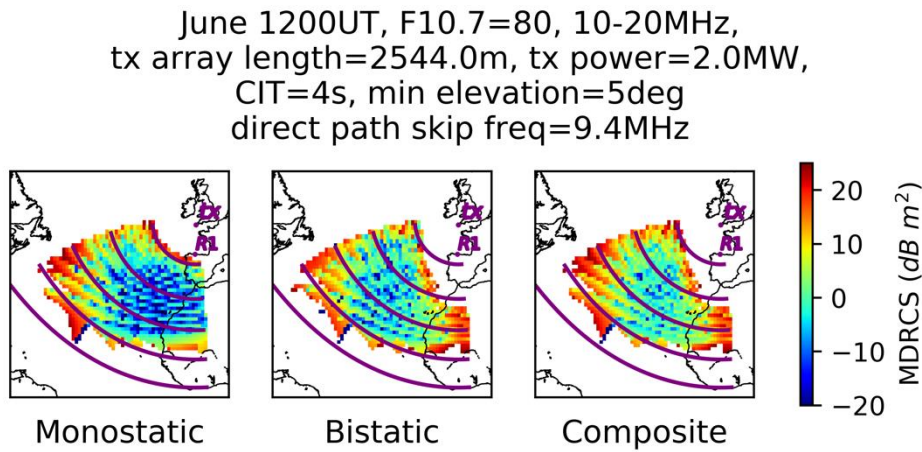 June 1200UT, F10.7=80, 10-20MHz,
tx array length=2544.0m, tx power=2.0MW,
CIT=4s, min elevation=5deg
direct path skip freq=9.4MHz
tx
R1
tx
R1
tx
R1
20
10
0
−10
−20
MDRCS (dB m²)
Monostatic
Bistatic
Composite